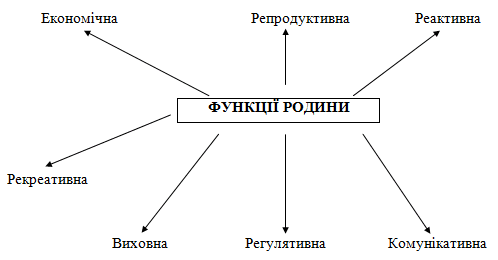 Економічна
Репродуктивна
Реактивна
ФУНКЦІЇ РОДИНИ
Рекреативна
Виховна
Регулятивна
Комунікативна